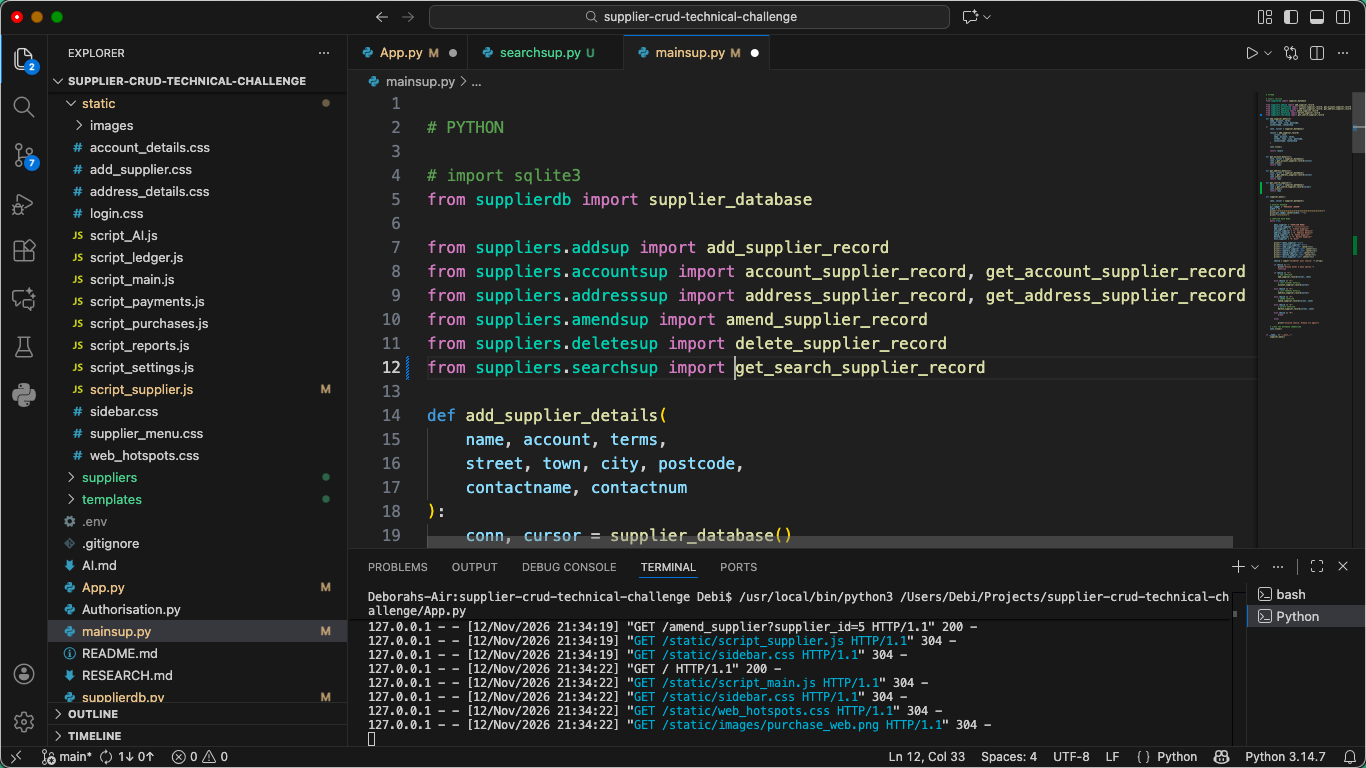 supplier-crud-technical-challenge
EXPLORER
2
SUPPLIER-CRUD-TECHNICAL-CHALLENGE
static
images
# account_details.css
# add_supplier.css
# address_details.css
# login.css
JS script_AI.js
JS script_ledger.js
JS script_main.js
JS script_payments.js
JS script_purchases.js
JS script_reports.js
JS script_settings.js
JS script_supplier.js M
# sidebar.css
# supplier_menu.css
# web_hotspots.css
suppliers
templates
.env
.gitignore
AI.md
App.py M
Authorisation.py
mainsup.py M
README.md
RESEARCH.md
supplierdb.py M
OUTLINE
TIMELINE
7
App.py M
searchsup.py U
mainsup.py M
mainsup.py > ...
1
2 # PYTHON
3
4 # import sqlite3
5 from supplierdb import supplier_database
6
7 from suppliers.addsup import add_supplier_record
8 from suppliers.accountsup import account_supplier_record, get_account_supplier_record
9 from suppliers.addresssup import address_supplier_record, get_address_supplier_record
10 from suppliers.amendsup import amend_supplier_record
11 from suppliers.deletesup import delete_supplier_record
12 from suppliers.searchsup import get_search_supplier_record
13
14 def add_supplier_details(
15 name, account, terms,
16 street, town, city, postcode,
17 contactname, contactnum
18 ):
19 conn, cursor = supplier_database()
PROBLEMS OUTPUT DEBUG CONSOLE TERMINAL PORTS
Deborahs-Air:supplier-crud-technical-challenge Debi$ /usr/local/bin/python3 /Users/Debi/Projects/supplier-crud-technical-ch
allenge/App.py
127.0.0.1 - - [12/Nov/2026 21:34:19] "GET /amend_supplier?supplier_id=5 HTTP/1.1" 200 -
127.0.0.1 - - [12/Nov/2026 21:34:19] "GET /static/script_supplier.js HTTP/1.1" 304 -
127.0.0.1 - - [12/Nov/2026 21:34:19] "GET /static/sidebar.css HTTP/1.1" 304 -
127.0.0.1 - - [12/Nov/2026 21:34:22] "GET / HTTP/1.1" 200 -
127.0.0.1 - - [12/Nov/2026 21:34:22] "GET /static/script_main.js HTTP/1.1" 304 -
127.0.0.1 - - [12/Nov/2026 21:34:22] "GET /static/sidebar.css HTTP/1.1" 304 -
127.0.0.1 - - [12/Nov/2026 21:34:22] "GET /static/web_hotspots.css HTTP/1.1" 304 -
127.0.0.1 - - [12/Nov/2026 21:34:22] "GET /static/images/purchase_web.png HTTP/1.1" 304 -
bash
Python
main* 1↓ 0↑ 0 0 Ln 12, Col 33 Spaces: 4 UTF-8 LF { } Python Python 3.14.7